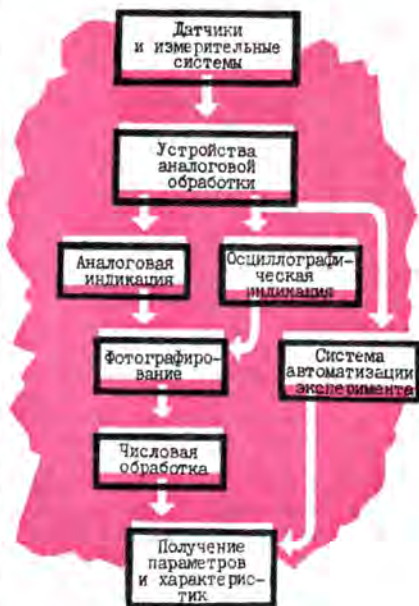 Датчики
и измерительные
системы
Устройства
аналоговой
обработки
Аналоговая
индикация
Осциллографи-
ческая
индикация
Фотографиро-
вание
Система
автоматизации
эксперимента
Числовая
обработка
Получение
параметров
и характерис-
тик